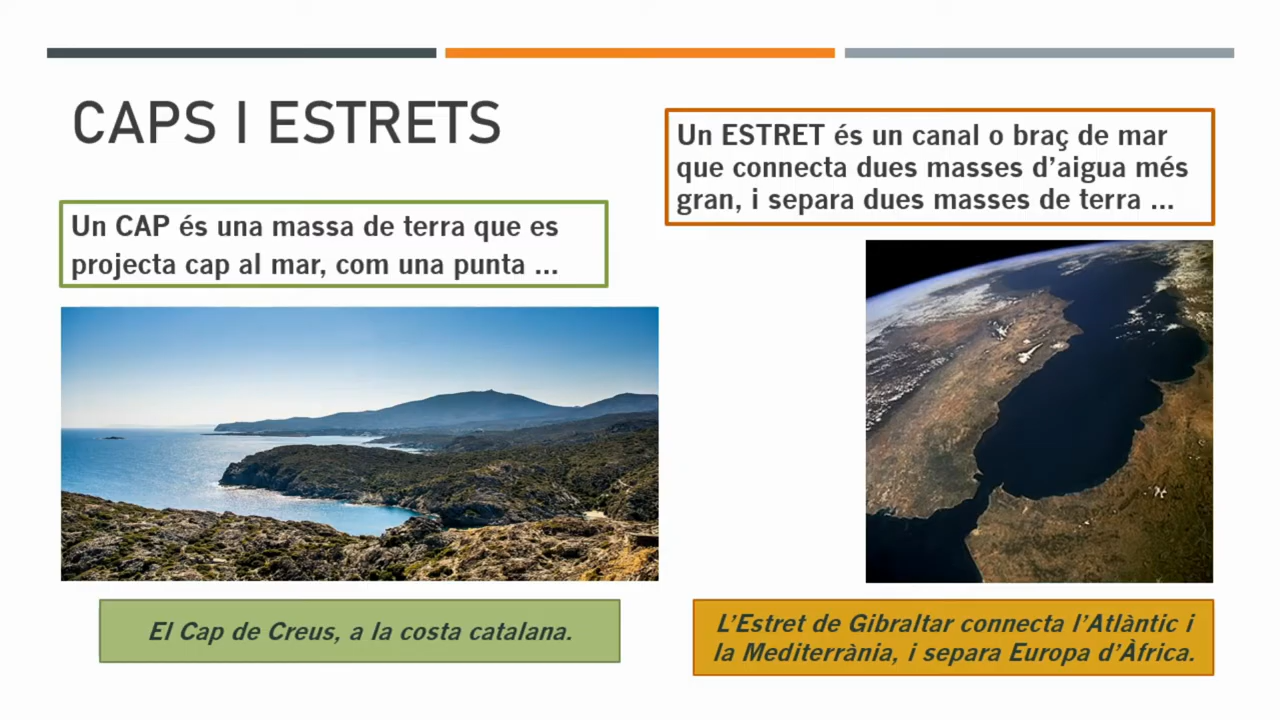 CAPS I ESTRETS
Un CAP és una massa de terra que es
projecta cap al mar, com una punta ...
El Cap de Creus, a la costa catalana.
Un ESTRET és un canal o braç de mar
que connecta dues masses d'aigua més
gran, i separa dues masses de terra ...
L'Estret de Gibraltar connecta l'Atlàntic i
la Mediterrània, i separa Europa d'Àfrica.